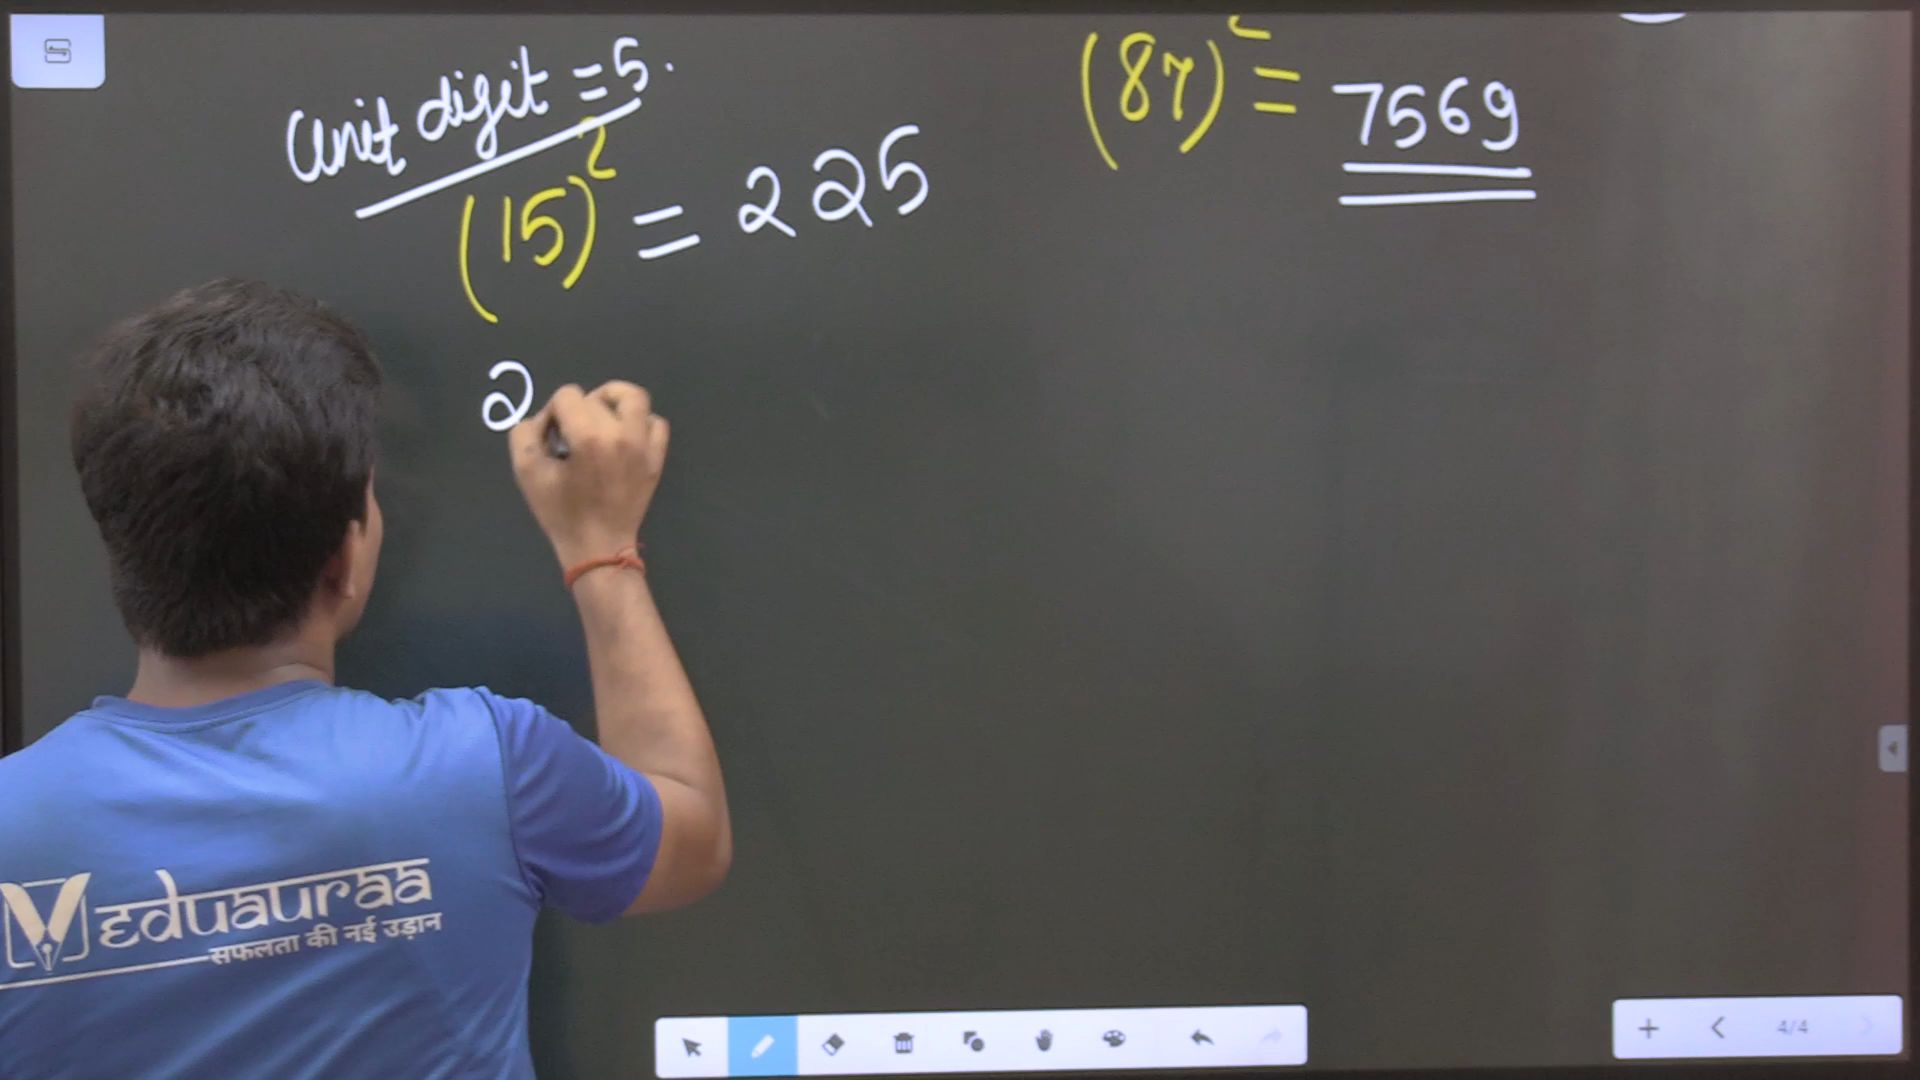 Unit digit = 5.
(15)² = 225
2
(87)² = 7569
eduauraa
सफलता की नई उड़ान
4/4